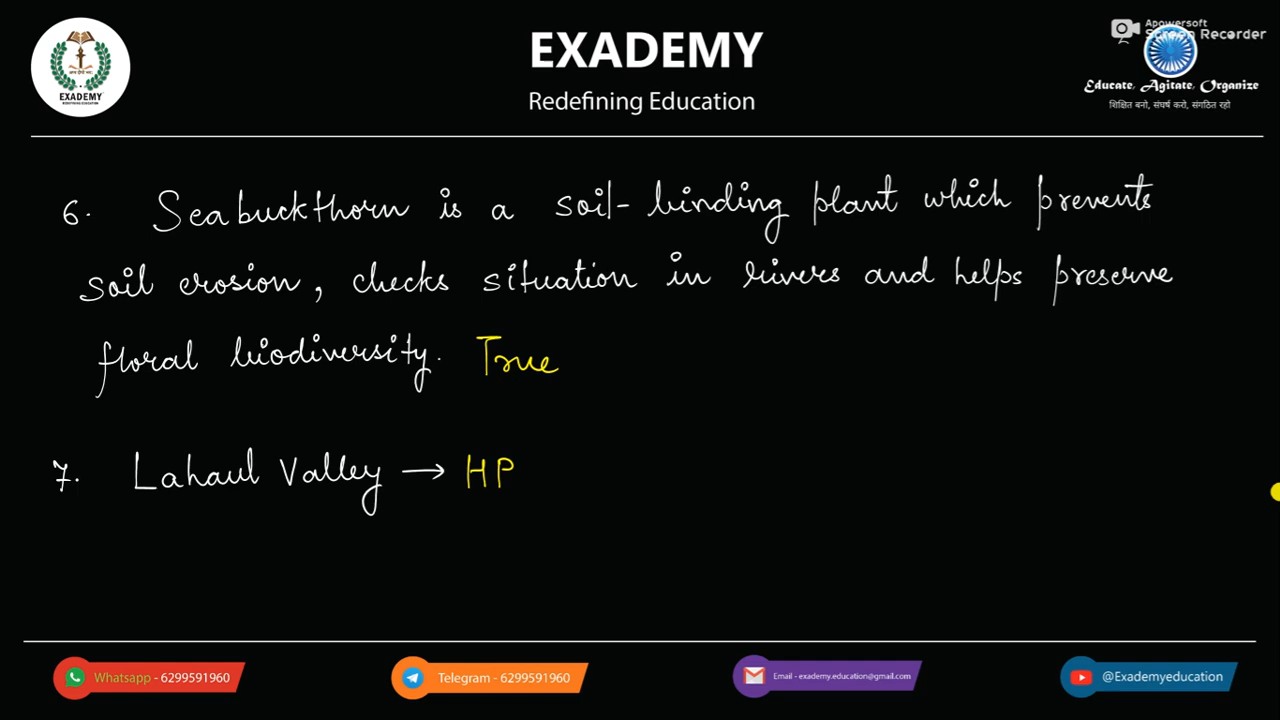 EXADEMY
Redefining Education
EXADEMY
REDEFINING EDUCATION
Apowersoft
Screen Recorder
Educate, Agitate, Organize
शिक्षित बनो, संघर्ष करो, संगठित रहो
6. Seabuckthorn is a soil-binding plant which prevents
soil erosion, checks situation in rivers and helps preserve
floral biodiversity. True
7. Lahaul Valley → HP
Whatsapp - 6299591960
Telegram - 6299591960
Email - exademy.education@gmail.com
@Exademyeducation